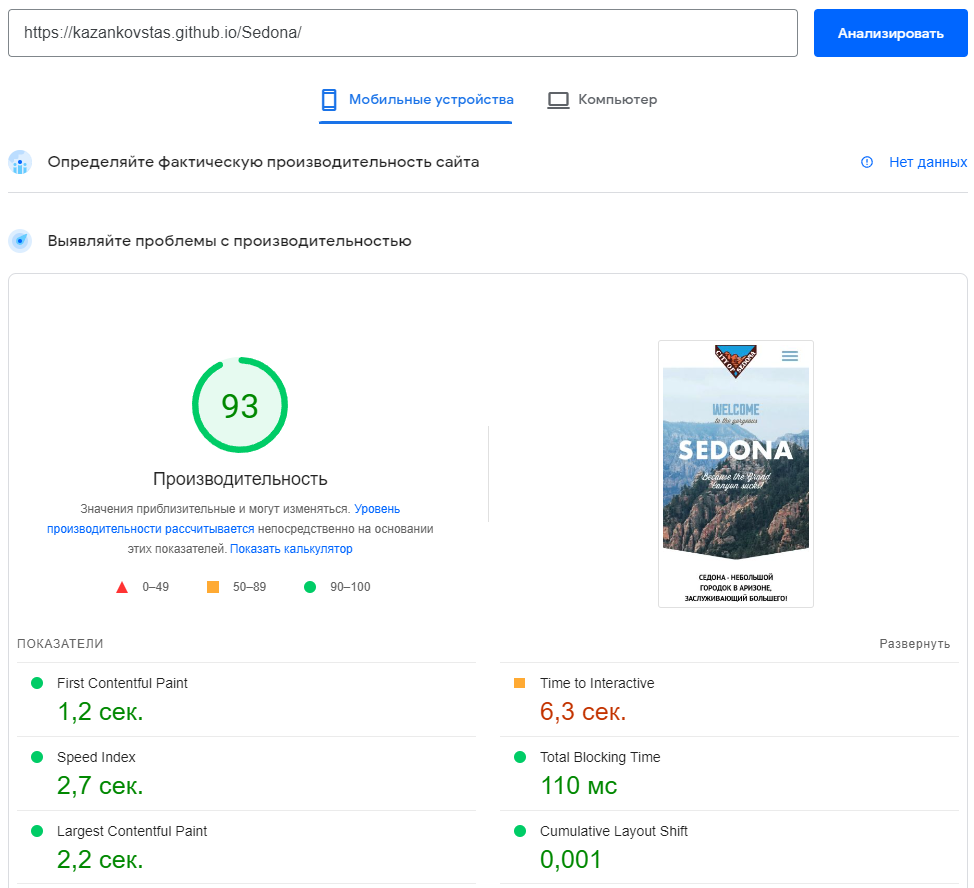 https://kazankovstas.github.io/Sedona/
Анализировать
Мобильные устройства
Компьютер
Определяйте фактическую производительность сайта
Нет данных
Выявляйте проблемы с производительностью
93
Производительность
Значения приблизительные и могут изменяться. Уровень
производительности рассчитывается непосредственно на основании
этих показателей. Показать калькулятор
0–49
50–89
90–100
CITY OF SEDONA
WELCOME
to the gorgeous
SEDONA
Because the Grand
Canyon sucks!
СЕДОНА - НЕБОЛЬШОЙ
ГОРОДОК В АРИЗОНЕ,
ЗАСЛУЖИВАЮЩИЙ БОЛЬШЕГО!
ПОКАЗАТЕЛИ
Развернуть
First Contentful Paint
1,2 сек.
Time to Interactive
6,3 сек.
Speed Index
2,7 сек.
Total Blocking Time
110 мс
Largest Contentful Paint
2,2 сек.
Cumulative Layout Shift
0,001